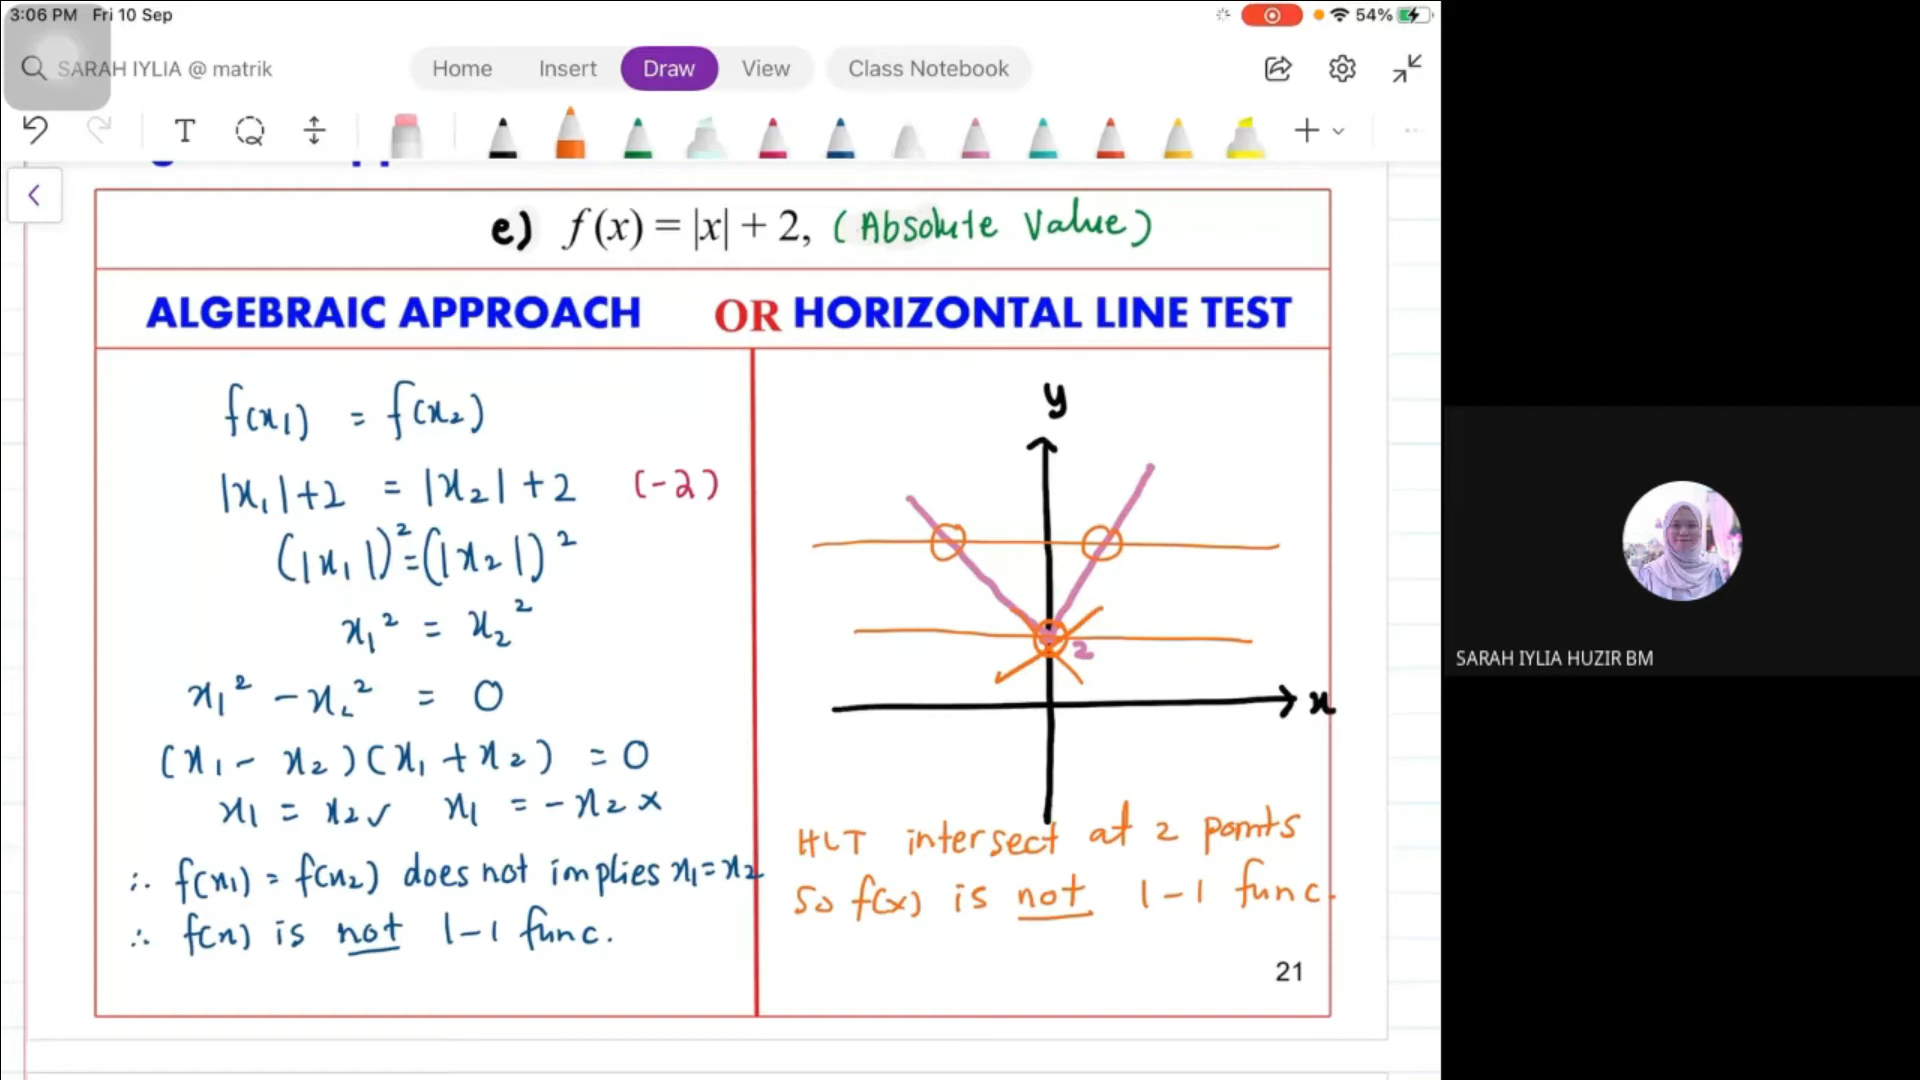 3:06 PM Fri 10 Sep
54%
SARAH IYLIA @ matrik
Home Insert Draw View Class Notebook
T
e) f(x) = |x| + 2, (Absolute Value)
ALGEBRAIC APPROACH OR HORIZONTAL LINE TEST
f(x₁) = f(x₂)
|x₁|+2 = |x₂|+2 (-2)
(|x₁|)² = (|x₂|)²
x₁² = x₂²
x₁² - x₂² = 0
(x₁ - x₂)(x₁ + x₂) = 0
x₁ = x₂ ✓ x₁ = -x₂ ×
∴ f(x₁) = f(x₂) does not implies x₁=x₂
∴ f(x) is not 1-1 func.
y
2
x
HLT intersect at 2 points
So f(x) is not 1-1 func.
21
SARAH IYLIA HUZIR BM